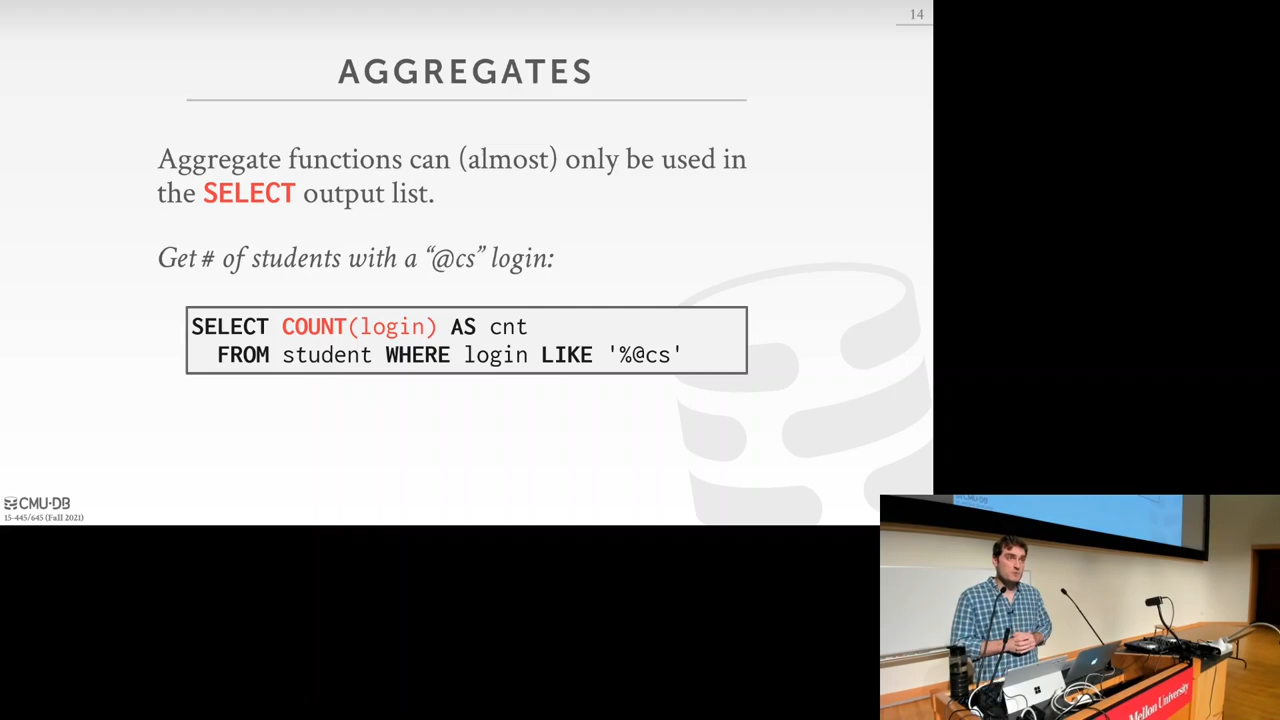 14
AGGREGATES
Aggregate functions can (almost) only be used in
the SELECT output list.
Get # of students with a “@cs” login:
SELECT COUNT(login) AS cnt
FROM student WHERE login LIKE '%@cs'
CMU·DB
15-445/645 (Fall 2021)
Mellon University